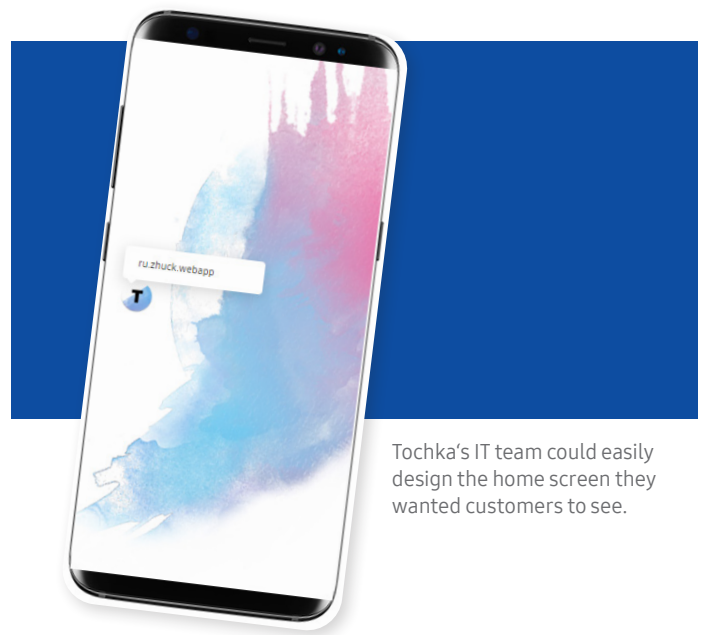 ru.zhuck.webapp
T
Tochka‘s IT team could easily
design the home screen they
wanted customers to see.